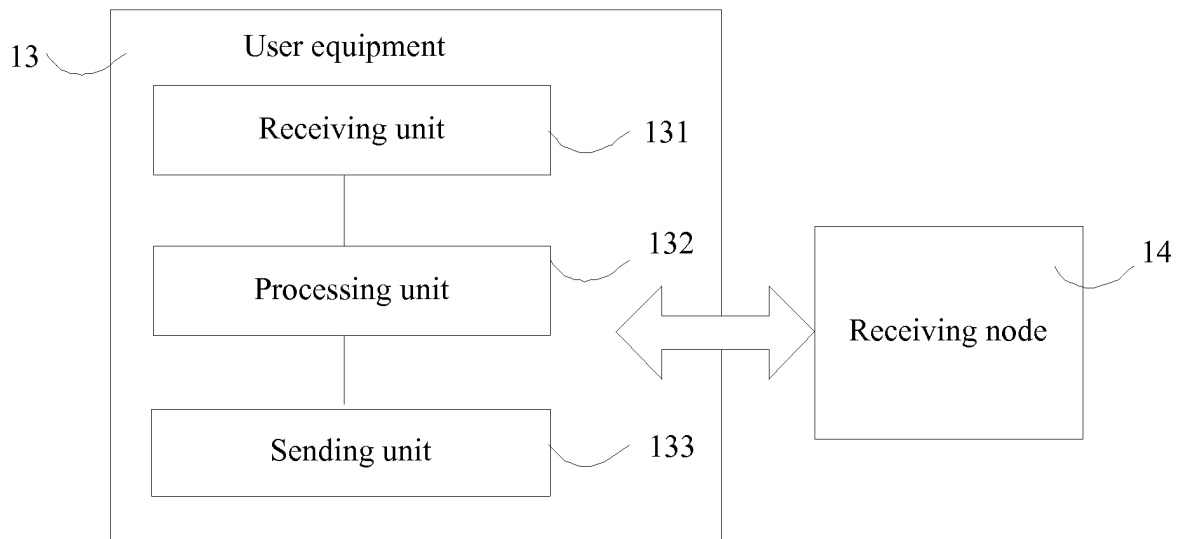 13
User equipment
Receiving unit
131
Processing unit
132
Sending unit
133
Receiving node
14